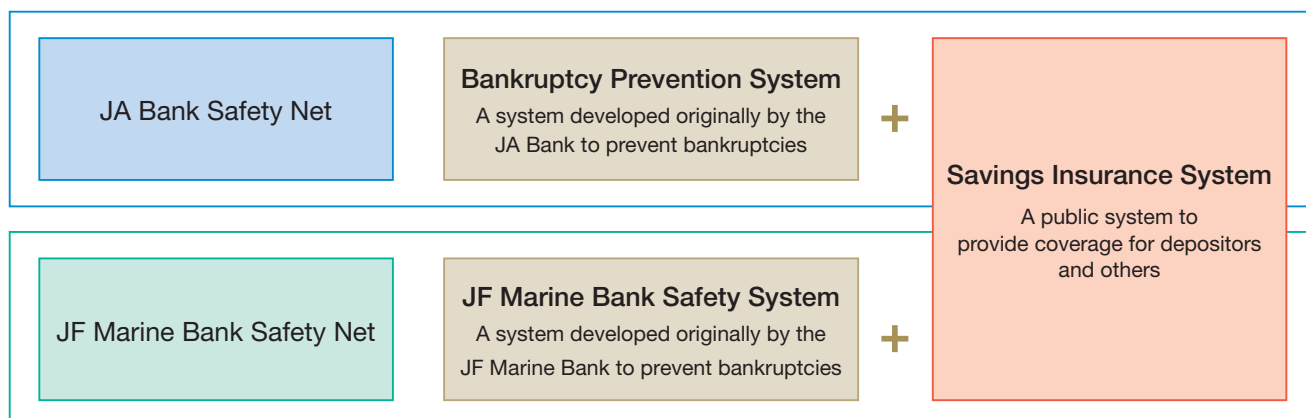 JA Bank Safety Net
Bankruptcy Prevention System
A system developed originally by the
JA Bank to prevent bankruptcies
+
Savings Insurance System
A public system to
provide coverage for depositors
and others
JF Marine Bank Safety Net
JF Marine Bank Safety System
A system developed originally by the
JF Marine Bank to prevent bankruptcies
+